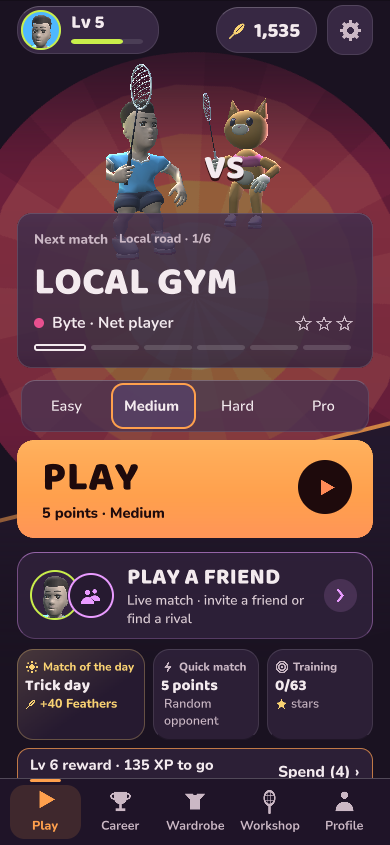 Lv 5
1,535
VS
Next match Local road · 1/6
LOCAL GYM
Byte · Net player
Easy Medium Hard Pro
PLAY
5 points · Medium
PLAY A FRIEND
Live match · invite a friend or
find a rival
Match of the day
Trick day
+40 Feathers
Quick match
5 points
Random
opponent
Training
0/63
stars
Lv 6 reward · 135 XP to go
Spend (4) ›
Play Career Wardrobe Workshop Profile